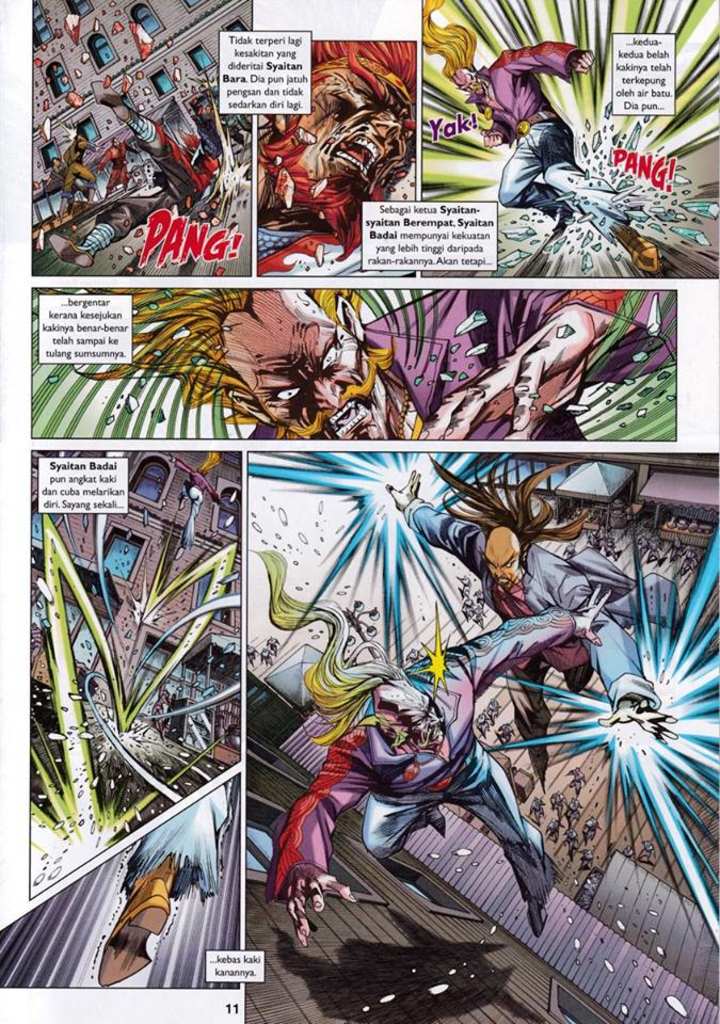 Tidak terperi lagi
kesakitan yang
dideritai Syaitan
Bara. Dia pun jatuh
pengsan dan tidak
sedarkan diri lagi.
PANG!
Sebagai ketua Syaitan-
syaitan Berempat, Syaitan
Badai mempunyai kekuatan
yang lebih tinggi daripada
rakan-rakannya. Akan tetapi...
Yak!
...kedua-
kedua belah
kakinya telah
terkepung
oleh air batu.
Dia pun...
PANG!
...bergentar
kerana kesejukan
kakinya benar-benar
telah sampai ke
tulang sumsumnya.
Syaitan Badai
pun angkat kaki
dan cuba melarikan
diri. Sayang sekali...
...kebas kaki
kanannya.
11